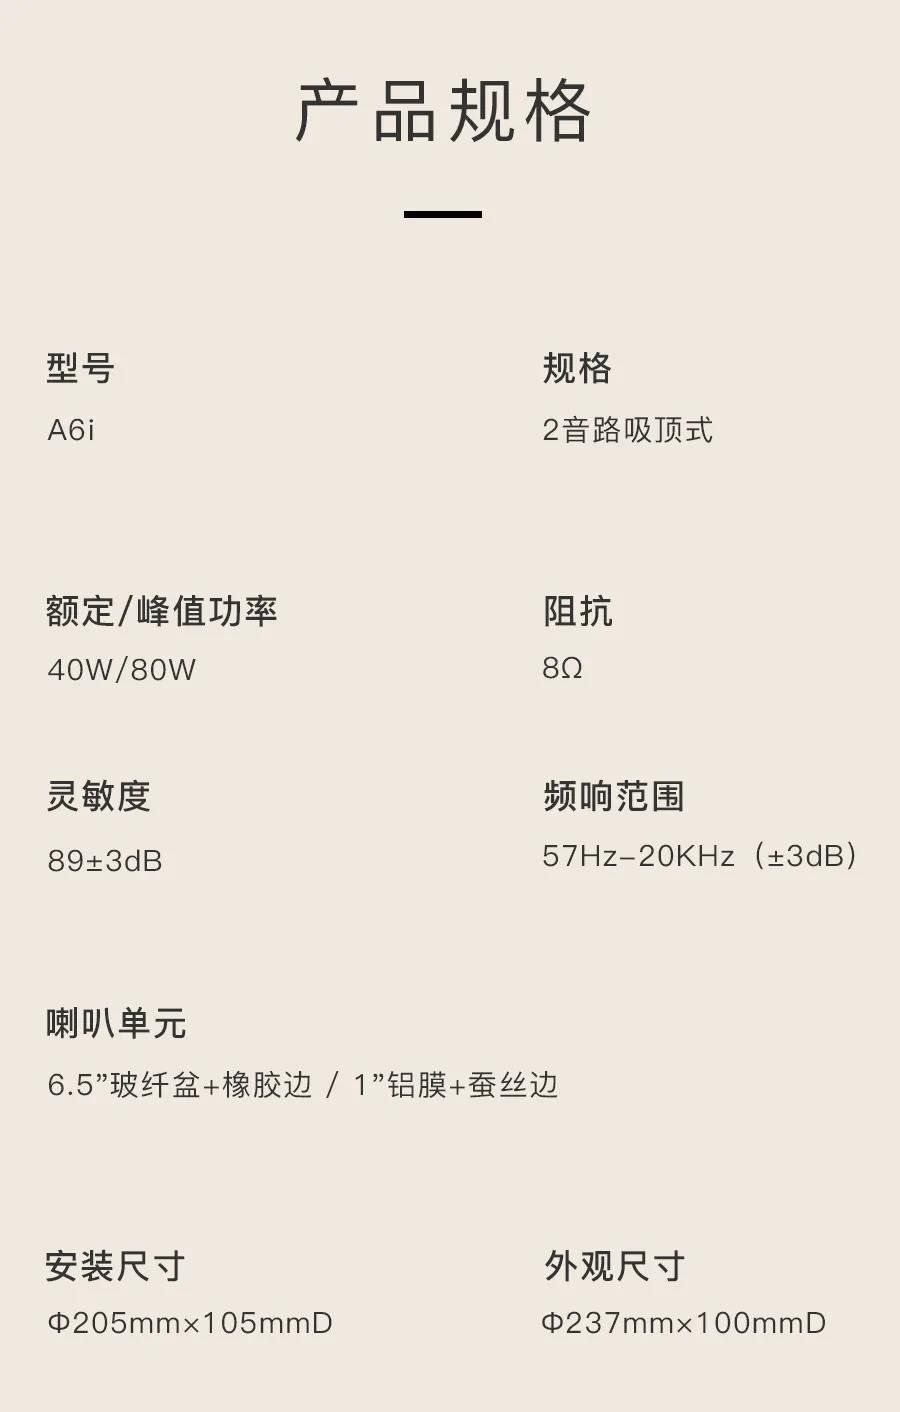 产品规格
型号
规格
A6i
2音路吸顶式
额定/峰值功率
阻抗
40W/80W
8Ω
灵敏度
频响范围
89±3dB
57Hz–20KHz（±3dB）
喇叭单元
6.5”玻纤盆+橡胶边 / 1”铝膜+蚕丝边
安装尺寸
外观尺寸
Φ205mm×105mmD
Φ237mm×100mmD